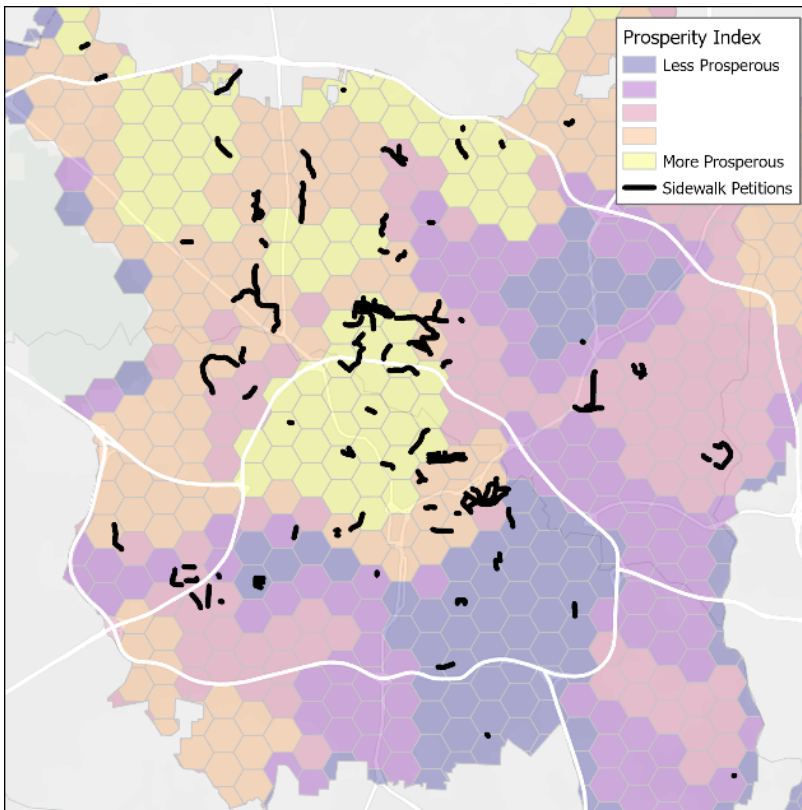 Prosperity Index
Less Prosperous
More Prosperous
Sidewalk Petitions